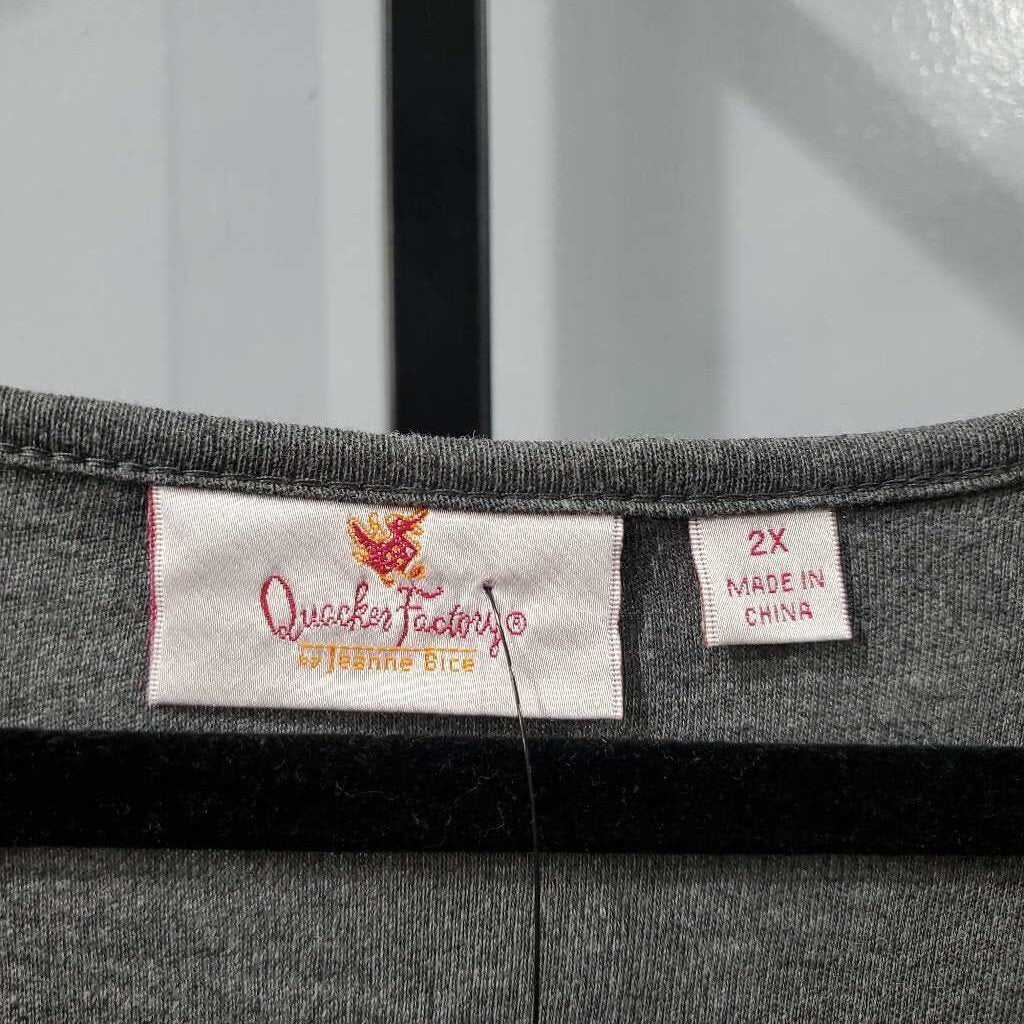 Quacker Factory®
by Jeanne Bice
2X
MADE IN
CHINA